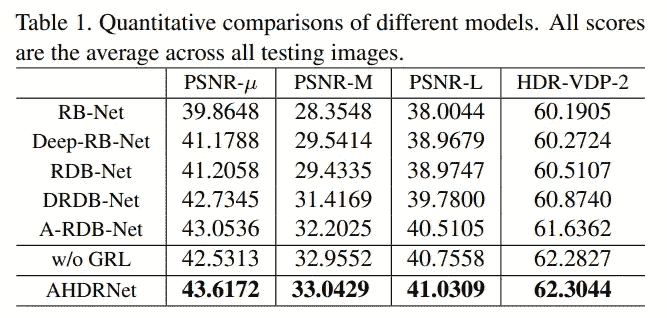 Table 1. Quantitative comparisons of different models. All scores
are the average across all testing images.
PSNR-μ PSNR-M PSNR-L HDR-VDP-2
RB-Net 39.8648 28.3548 38.0044 60.1905
Deep-RB-Net 41.1788 29.5414 38.9679 60.2724
RDB-Net 41.2058 29.4335 38.9747 60.5107
DRDB-Net 42.7345 31.4169 39.7800 60.8740
A-RDB-Net 43.0536 32.2025 40.5105 61.6362
w/o GRL 42.5313 32.9552 40.7558 62.2827
AHDRNet 43.6172 33.0429 41.0309 62.3044